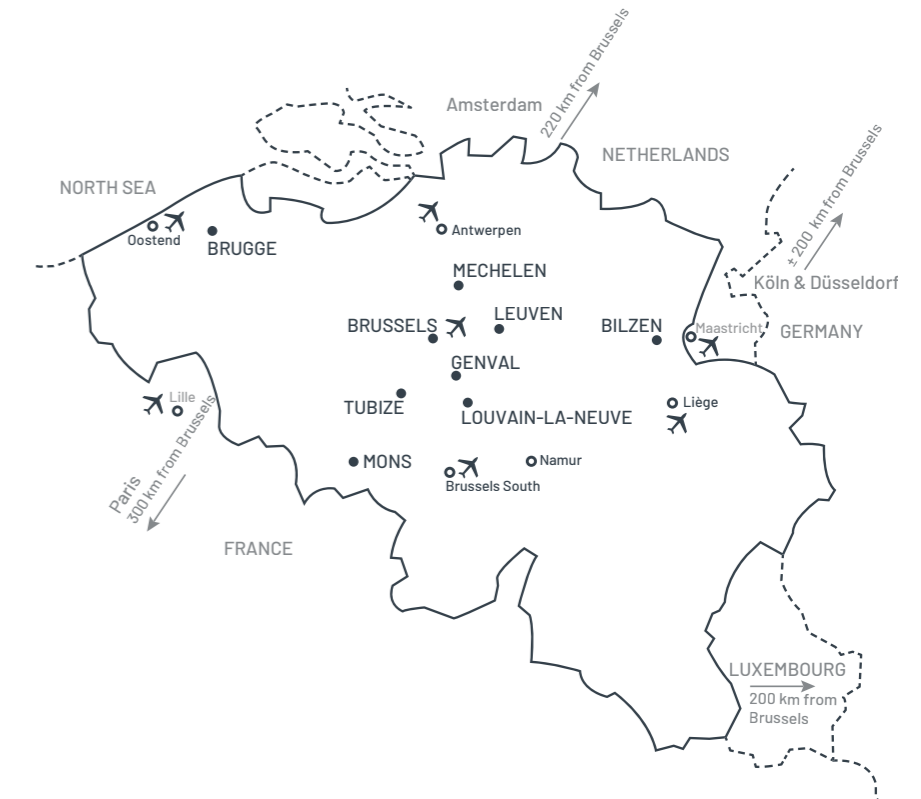 220 km from Brussels
Amsterdam
NETHERLANDS
± 200 km from Brussels
NORTH SEA
Oostend
BRUGGE
Antwerpen
MECHELEN
Köln & Düsseldorf
LEUVEN
BRUSSELS
BILZEN
Maastricht
GERMANY
GENVAL
Lille
TUBIZE
Liège
LOUVAIN-LA-NEUVE
MONS
Namur
Brussels South
Paris
300 km from Brussels
FRANCE
LUXEMBOURG
200 km from
Brussels